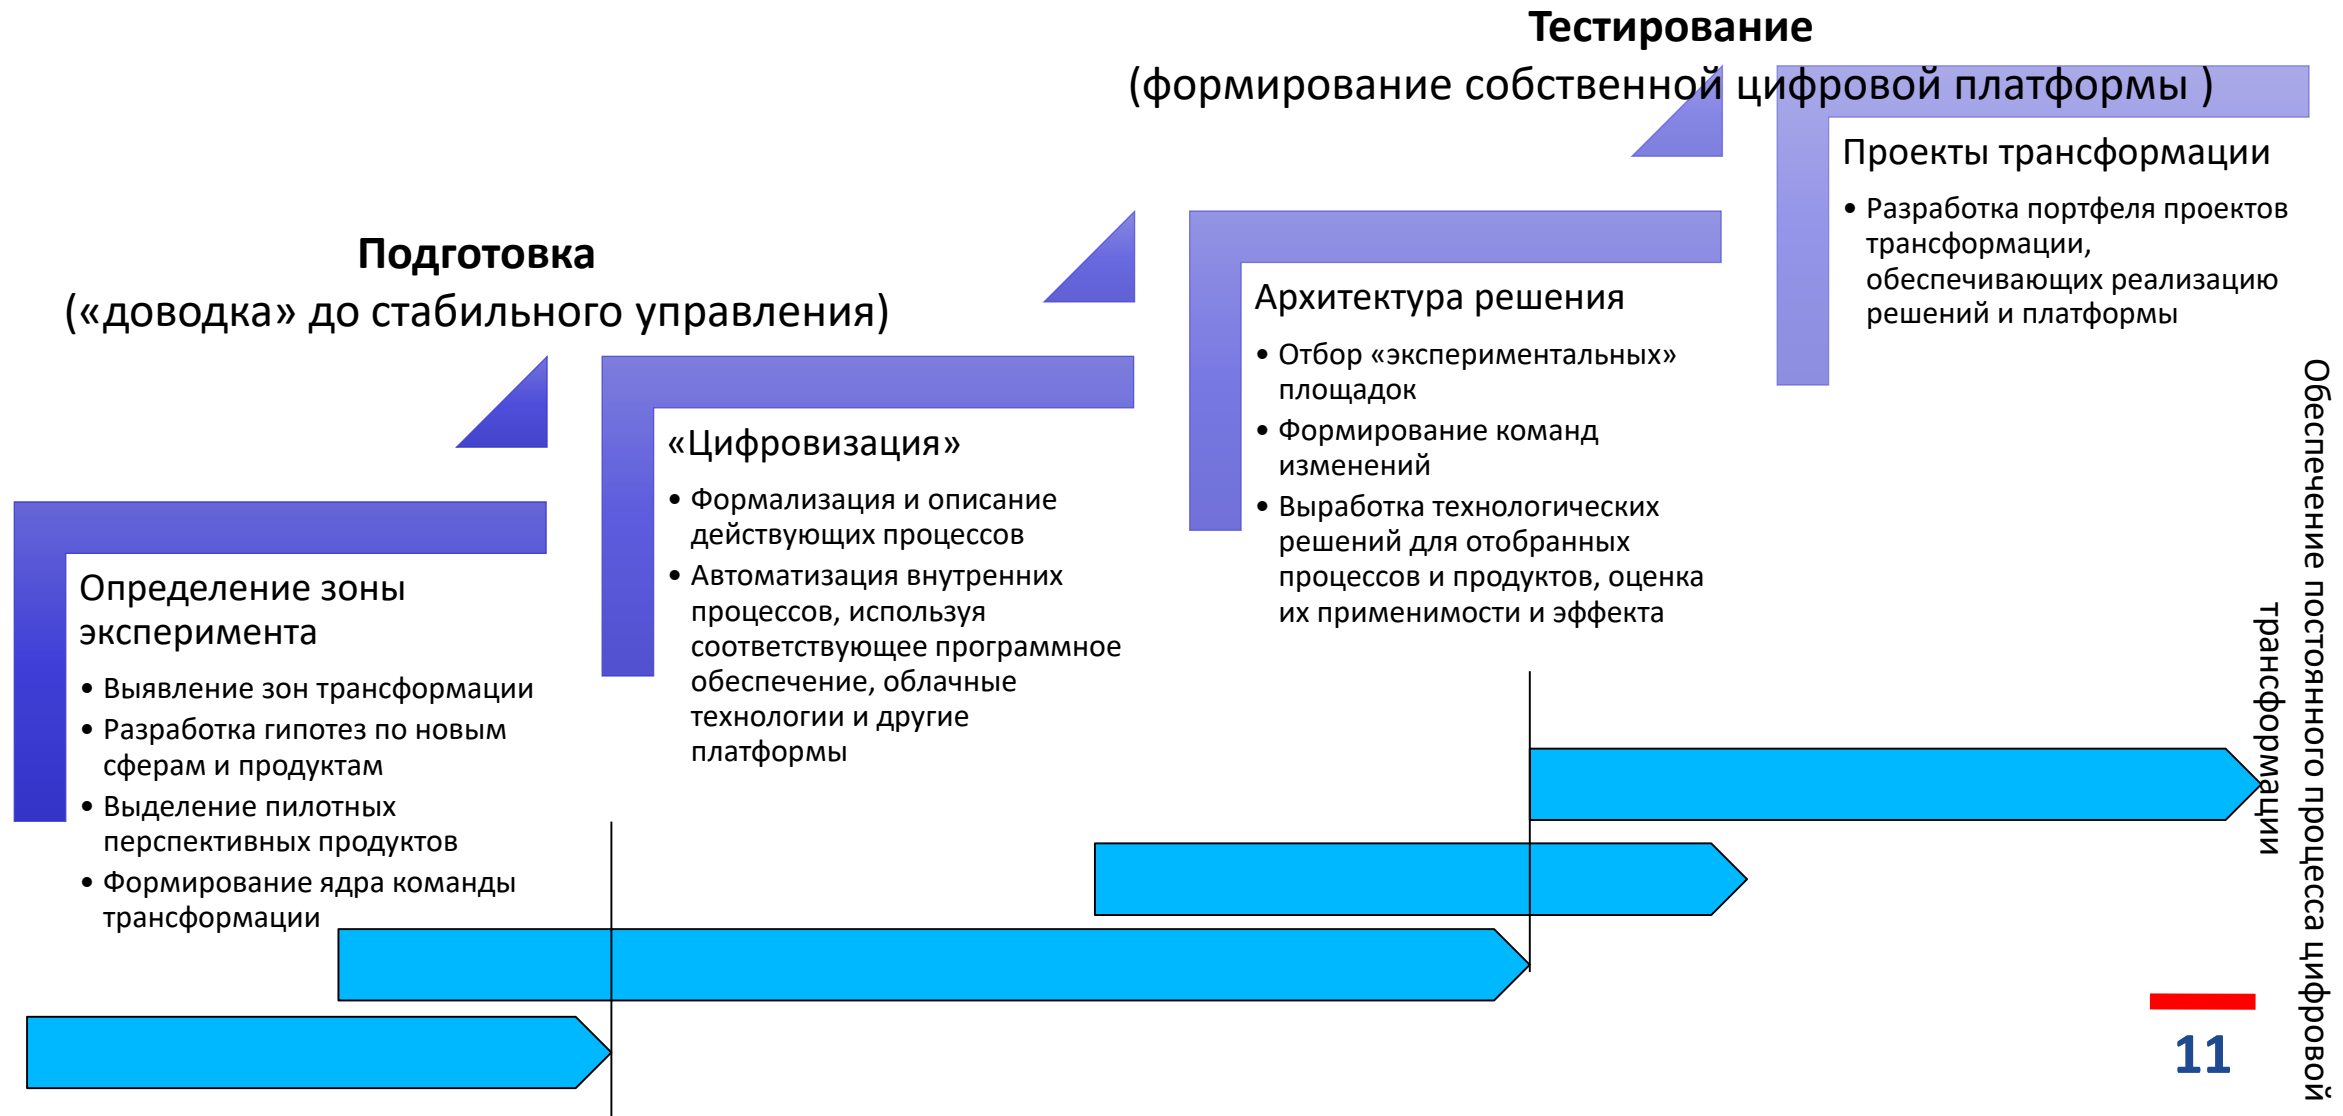 Тестирование
(формирование собственной цифровой платформы )
Подготовка
(«доводка» до стабильного управления)
Определение зоны
эксперимента
• Выявление зон трансформации
• Разработка гипотез по новым
сферам и продуктам
• Выделение пилотных
перспективных продуктов
• Формирование ядра команды
трансформации
«Цифровизация»
• Формализация и описание
действующих процессов
• Автоматизация внутренних
процессов, используя
соответствующее программное
обеспечение, облачные
технологии и другие
платформы
Архитектура решения
• Отбор «экспериментальных»
площадок
• Формирование команд
изменений
• Выработка технологических
решений для отобранных
процессов и продуктов, оценка
их применимости и эффекта
Проекты трансформации
• Разработка портфеля проектов
трансформации,
обеспечивающих реализацию
решений и платформы
Обеспечение постоянного процесса цифровой
трансформации
11